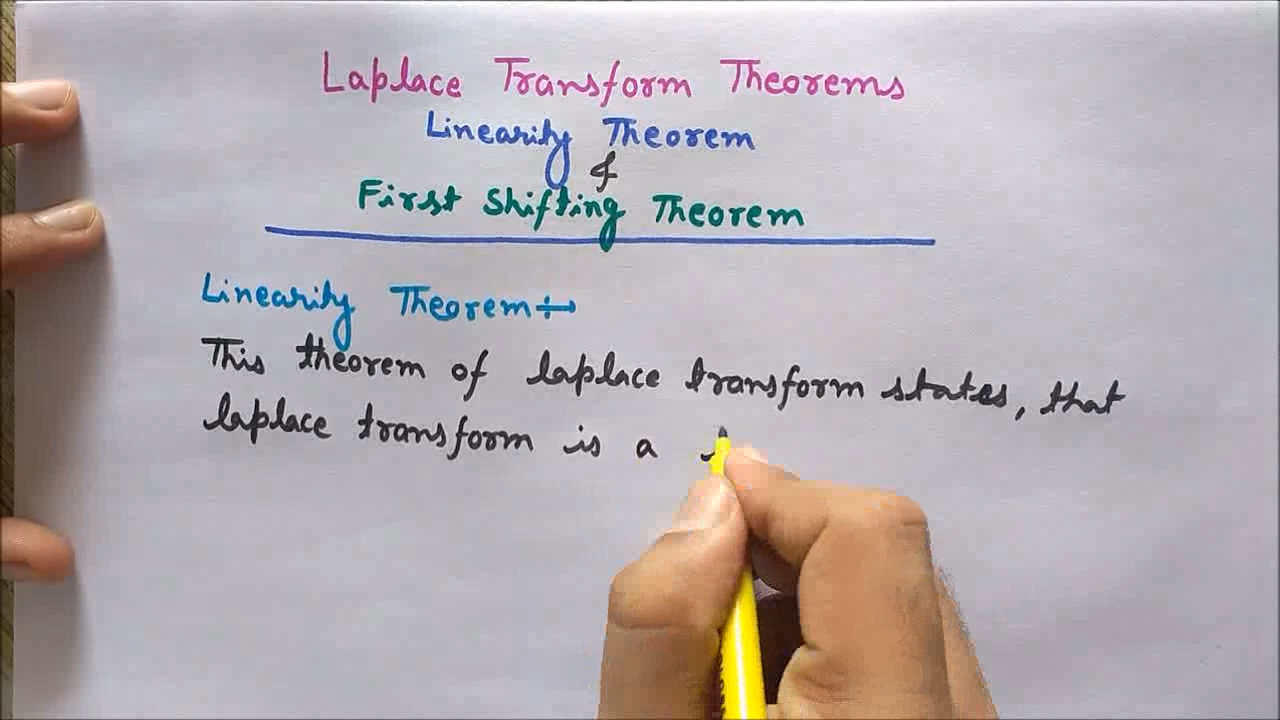 Laplace Transform Theorems
Linearity Theorem
&
First Shifting Theorem
Linearity Theorem÷→
This theorem of laplace transform states, that
laplace transform is a